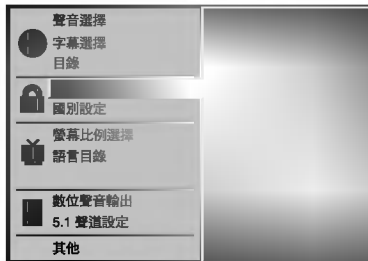 聲音選擇
字幕選擇
目錄
國別設定
螢幕比例選擇
語言目錄
數位聲音輸出
5.1 聲道設定
其他